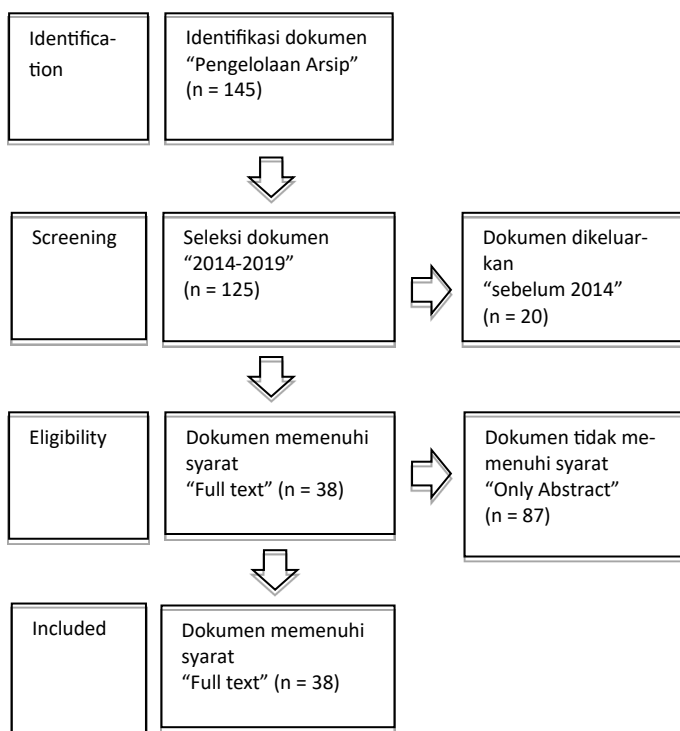 Identifica-
tion
Identifikasi dokumen
“Pengelolaan Arsip”
(n = 145)
Screening
Seleksi dokumen
“2014-2019”
(n = 125)
Dokumen dikeluar-
kan
“sebelum 2014”
(n = 20)
Eligibility
Dokumen memenuhi
syarat
“Full text” (n = 38)
Dokumen tidak me-
menuhi syarat
“Only Abstract”
(n = 87)
Included
Dokumen memenuhi
syarat
“Full text” (n = 38)